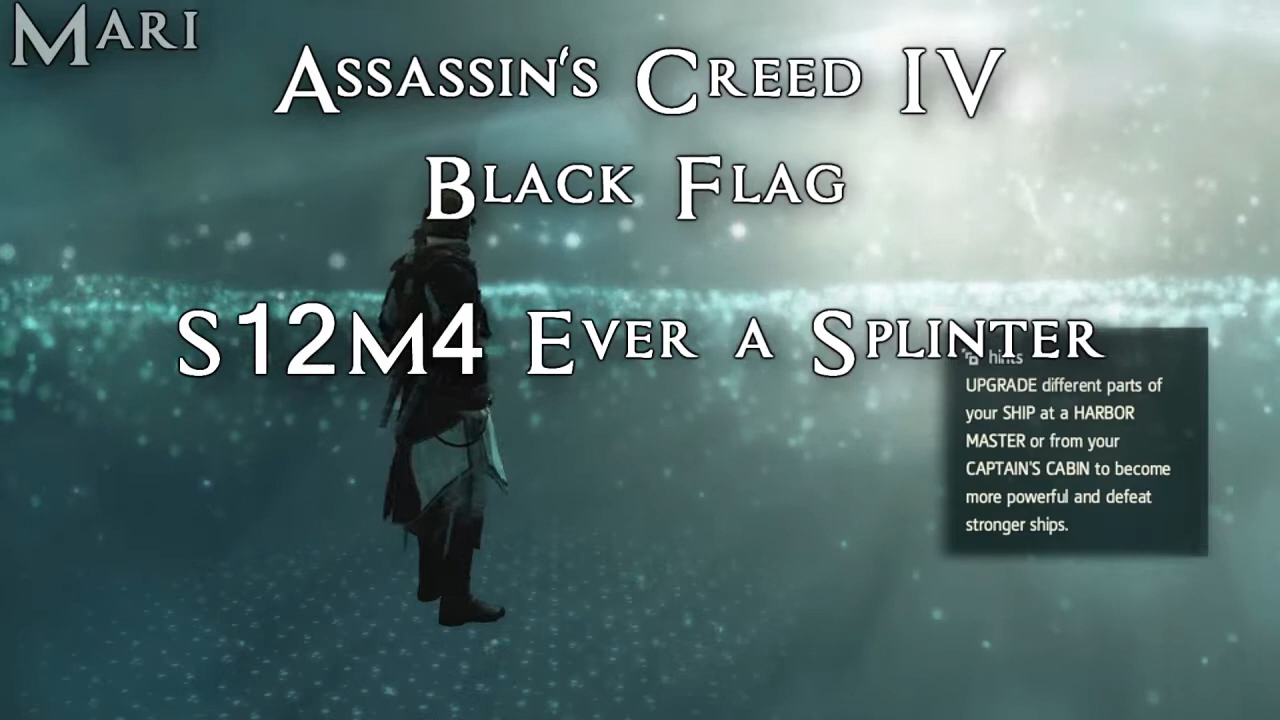 Mari
Assassin's Creed IV
Black Flag
S12M4 Ever a Splinter
hints
UPGRADE different parts of
your SHIP at a HARBOR
MASTER or from your
CAPTAIN'S CABIN to become
more powerful and defeat
stronger ships.